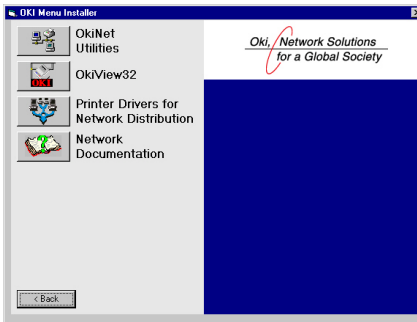 OKI Menu Installer
OkiNet
Utilities
OkiView32
OKI
Printer Drivers for
Network Distribution
Network
Documentation
Oki, Network Solutions
for a Global Society
< Back